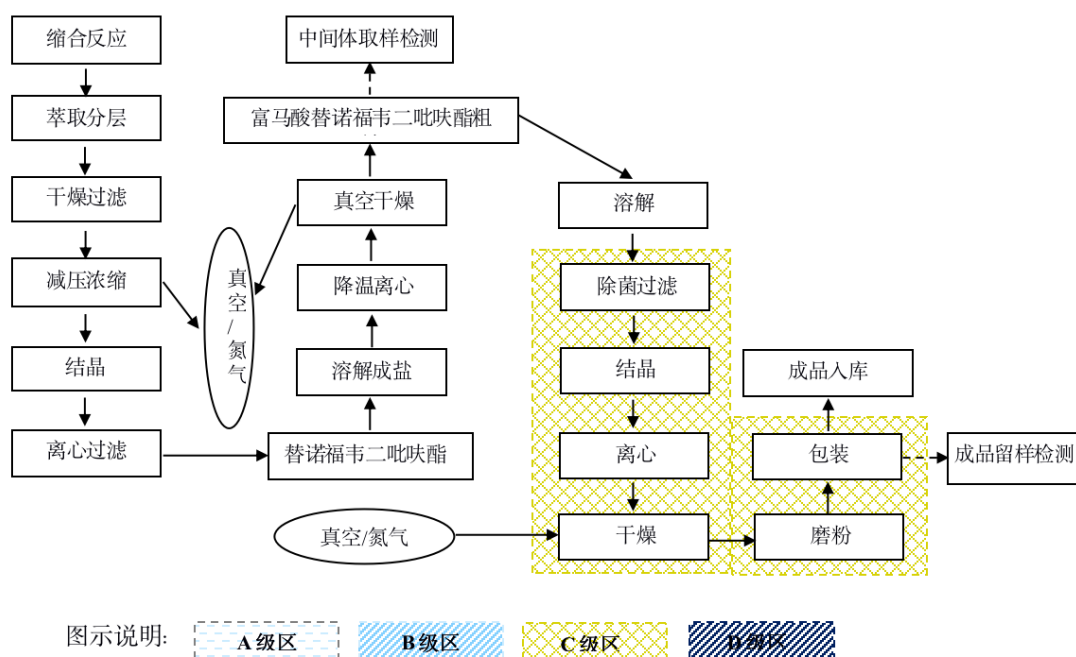 缩合反应
萃取分层
干燥过滤
减压浓缩
结晶
离心过滤
真空/氮气
中间体取样检测
富马酸替诺福韦二吡呋酯粗
真空干燥
降温离心
溶解成盐
替诺福韦二吡呋酯
真空/氮气
溶解
除菌过滤
结晶
离心
干燥
成品入库
包装
磨粉
成品留样检测
图示说明:
A 级区
B 级区
C 级区
D 级区